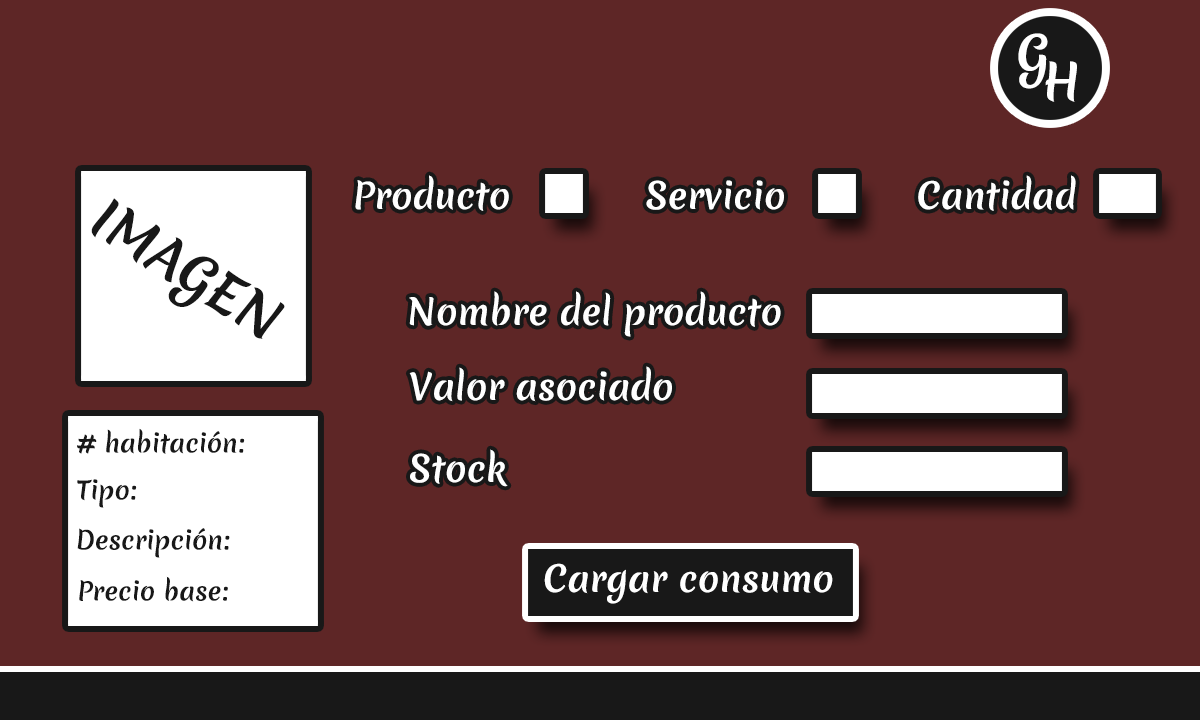 GH
Producto Servicio Cantidad
IMAGEN
Nombre del producto
Valor asociado
Stock
# habitación:
Tipo:
Descripción:
Precio base:
Cargar consumo